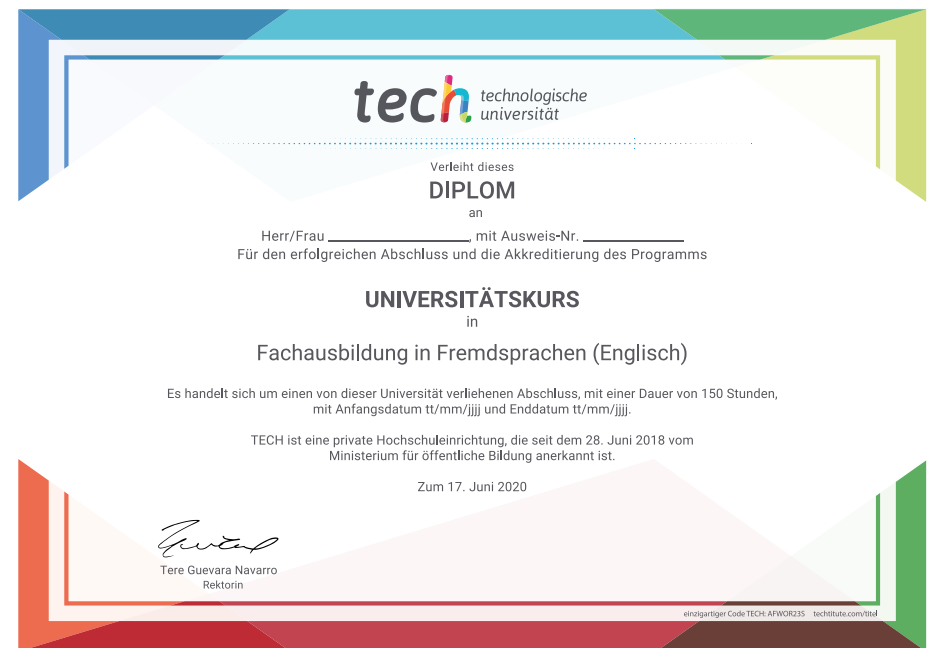 tech technologische
universität
Verleiht dieses
DIPLOM
an
Herr/Frau ____________________, mit Ausweis-Nr. ______________
Für den erfolgreichen Abschluss und die Akkreditierung des Programms
UNIVERSITÄTSKURS
in
Fachausbildung in Fremdsprachen (Englisch)
Es handelt sich um einen von dieser Universität verliehenen Abschluss, mit einer Dauer von 150 Stunden,
mit Anfangsdatum tt/mm/jjjj und Enddatum tt/mm/jjjj.
TECH ist eine private Hochschuleinrichtung, die seit dem 28. Juni 2018 vom
Ministerium für öffentliche Bildung anerkannt ist.
Zum 17. Juni 2020
Tere Guevara Navarro
Rektorin
einzigartiger Code TECH: AFWOR23S techtitute.com/titel